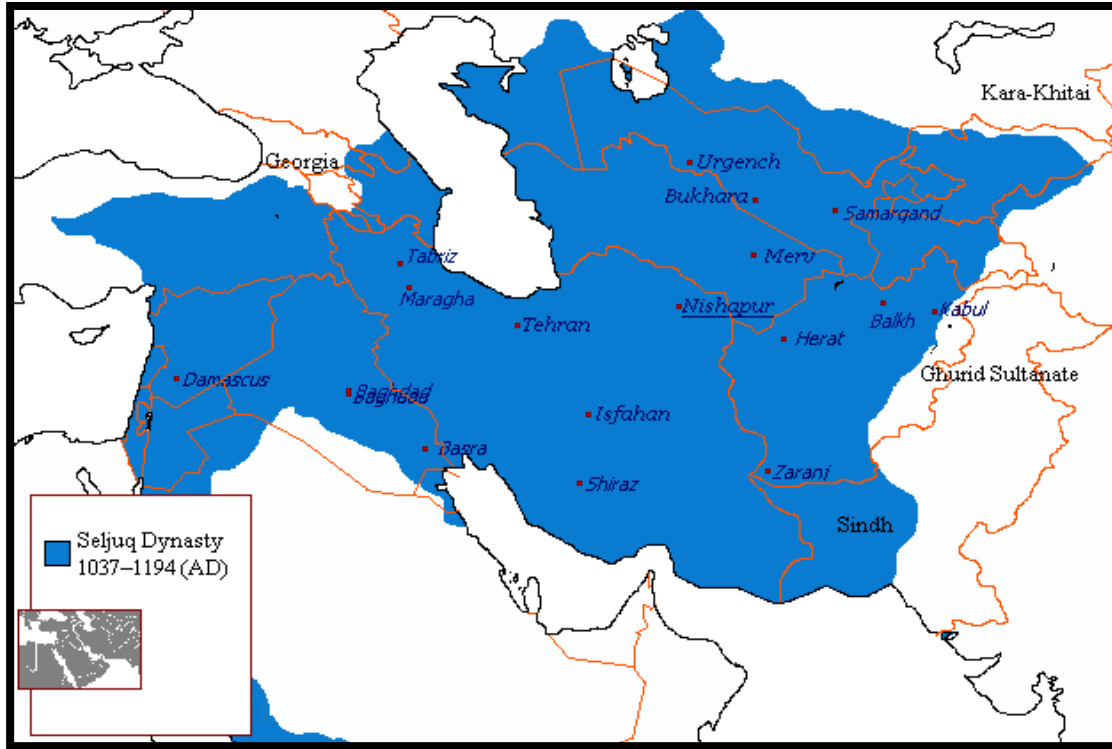 Kara-Khitai
Georgia
Urgench
Bukhara
Samarqand
Tabriz
Merv
Maragha
Nishapur
Balkh
Kabul
Tehran
Herat
Ghurid Sultanate
Damascus
Baghdad
Baghdad
Isfahan
Basra
Zaranj
Shiraz
Sindh
Seljuq Dynasty
1037–1194 (AD)